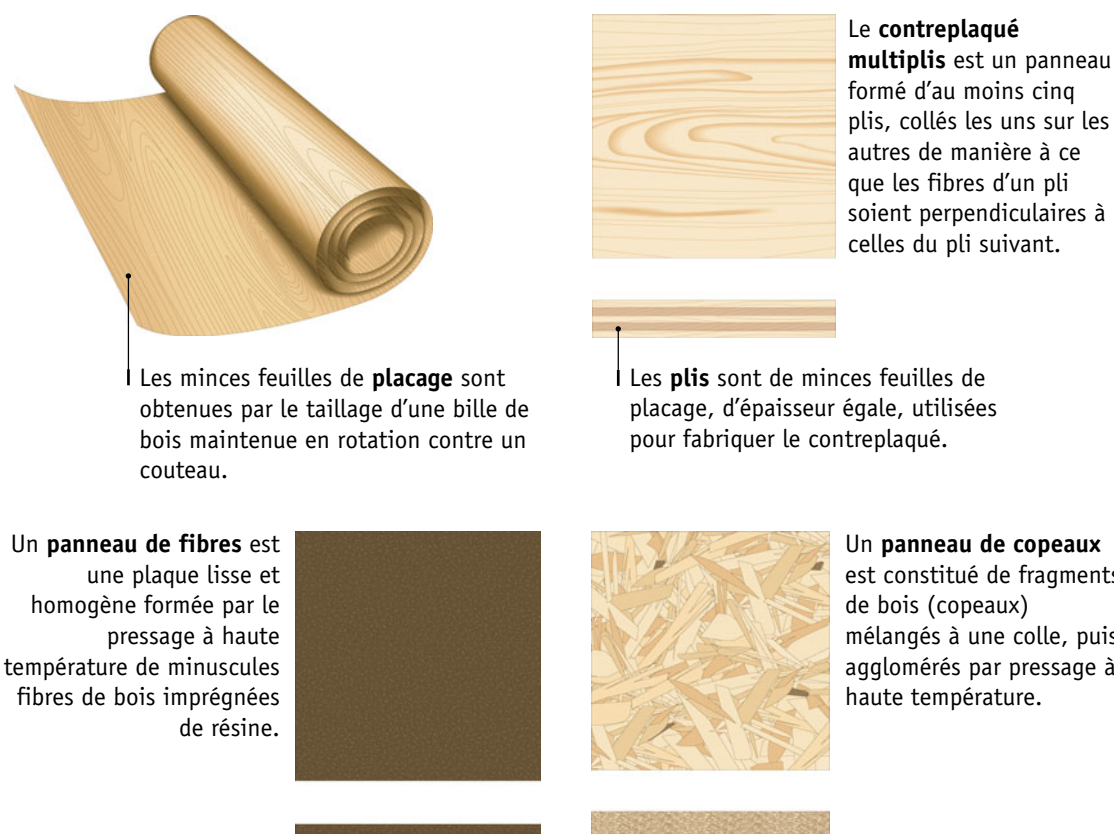 Le contreplaqué
multiplis est un panneau
formé d'au moins cinq
plis, collés les uns sur les
autres de manière à ce
que les fibres d'un pli
soient perpendiculaires à
celles du pli suivant.
Les minces feuilles de placage sont
obtenues par le taillage d'une bille de
bois maintenue en rotation contre un
couteau.
Les plis sont de minces feuilles de
placage, d'épaisseur égale, utilisées
pour fabriquer le contreplaqué.
Un panneau de fibres est
une plaque lisse et
homogène formée par le
pressage à haute
température de minuscules
fibres de bois imprégnées
de résine.
Un panneau de copeaux
est constitué de fragments
de bois (copeaux)
mélangés à une colle, puis
agglomérés par pressage à
haute température.